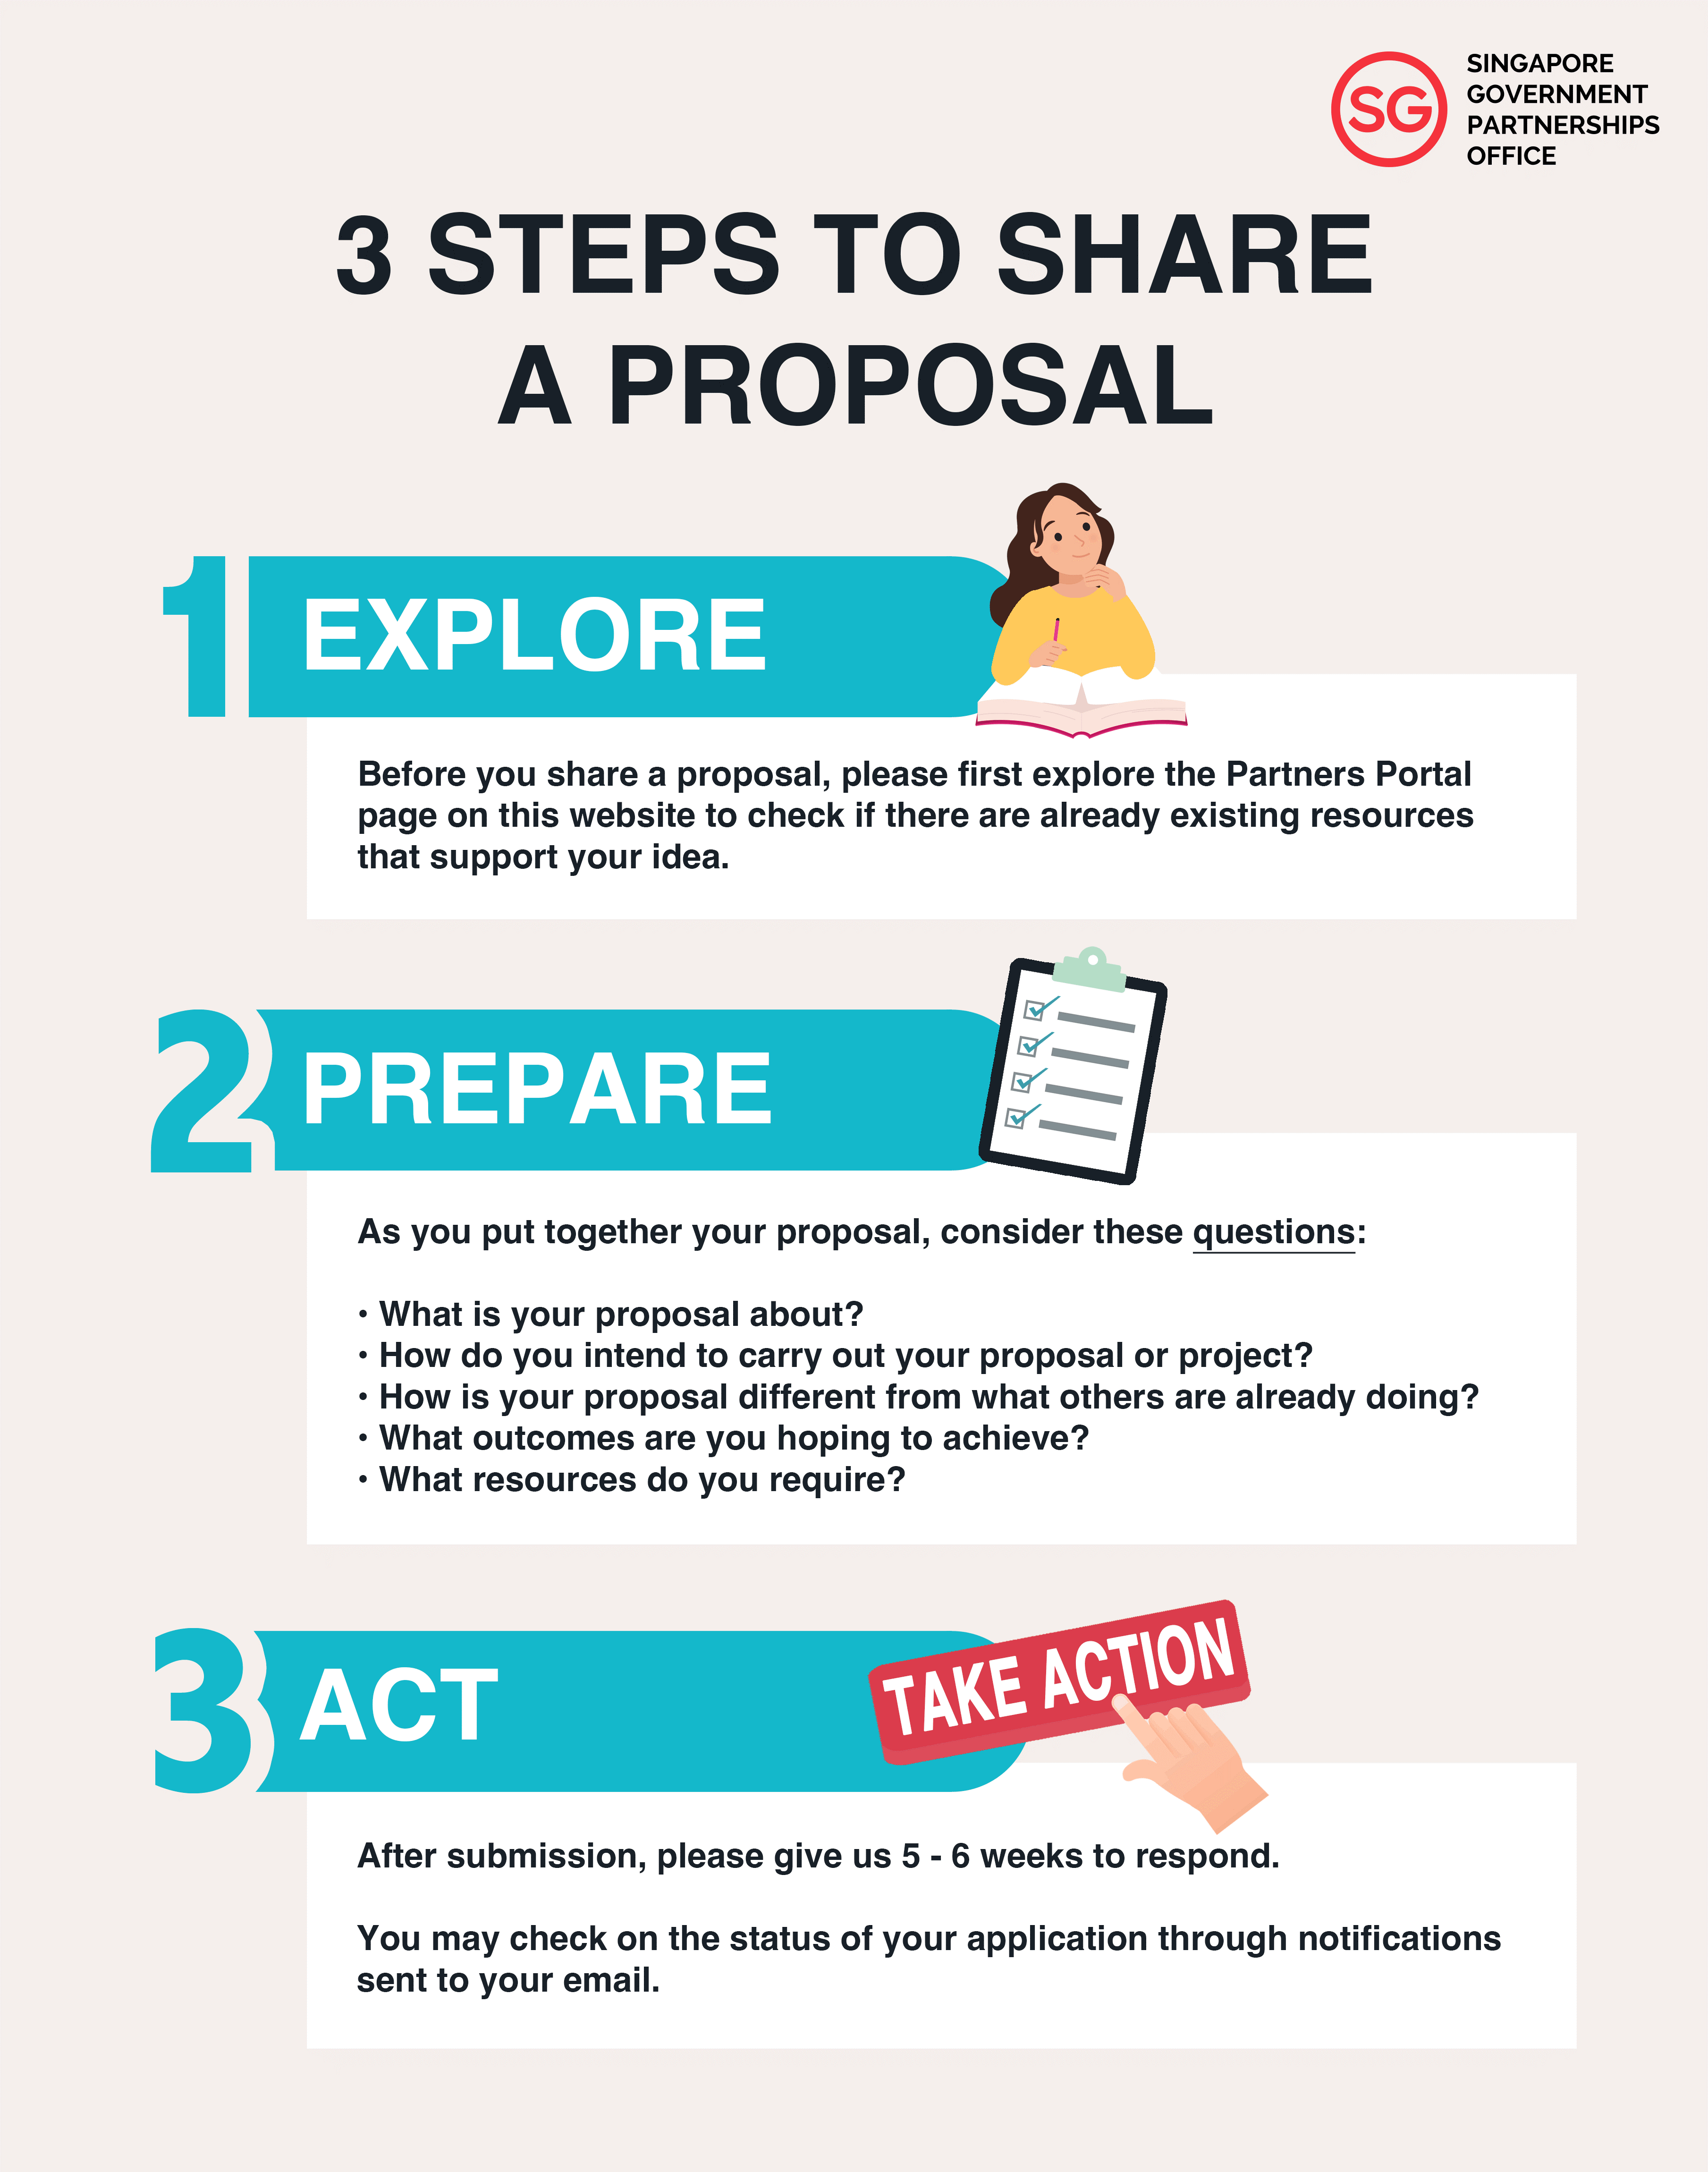 SG
SINGAPORE
GOVERNMENT
PARTNERSHIPS
OFFICE
3 STEPS TO SHARE
A PROPOSAL
1 EXPLORE
Before you share a proposal, please first explore the Partners Portal
page on this website to check if there are already existing resources
that support your idea.
2 PREPARE
As you put together your proposal, consider these questions:
• What is your proposal about?
• How do you intend to carry out your proposal or project?
• How is your proposal different from what others are already doing?
• What outcomes are you hoping to achieve?
• What resources do you require?
3 ACT
TAKE ACTION
After submission, please give us 5 - 6 weeks to respond.
You may check on the status of your application through notifications
sent to your email.